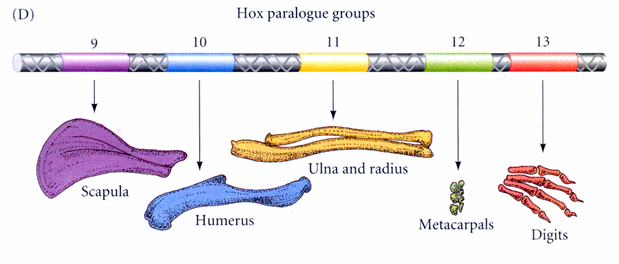 (D)
Hox paralogue groups
9 10 11 12 13
Scapula
Humerus
Ulna and radius
Metacarpals
Digits